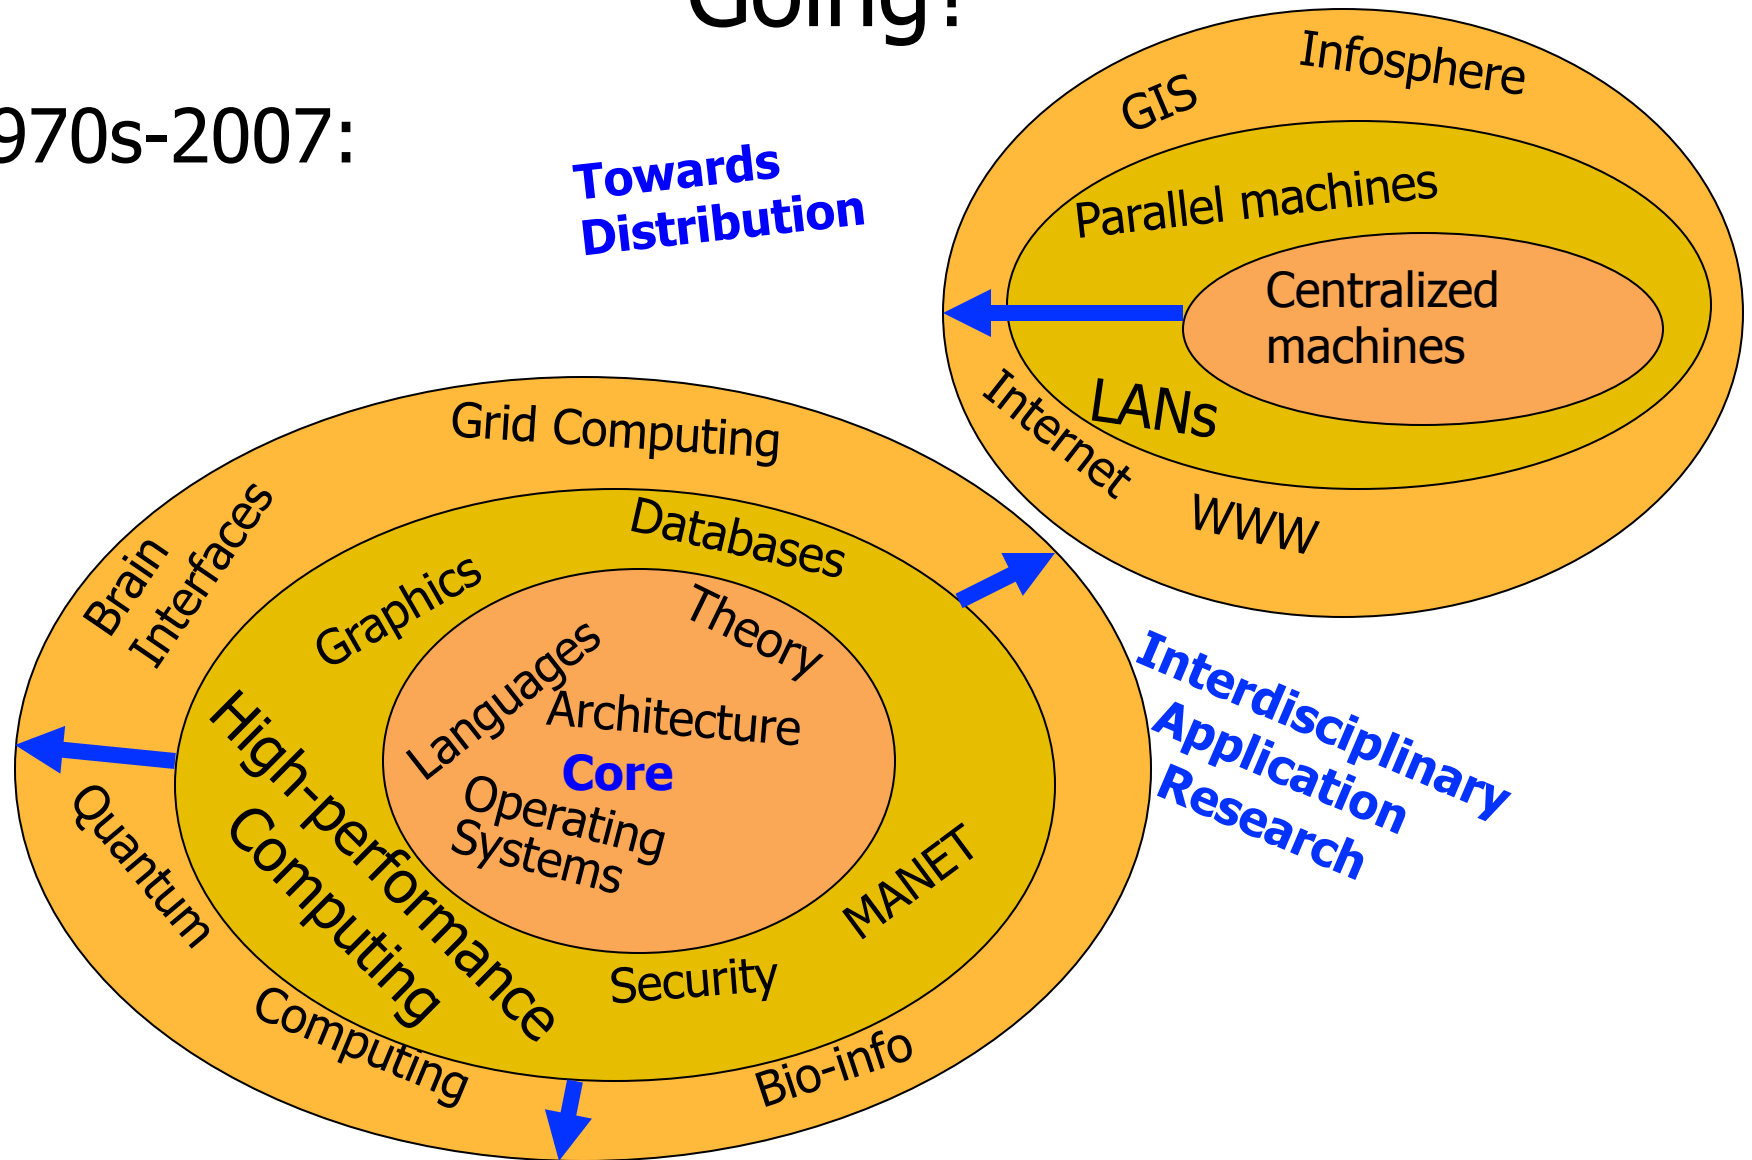 Going?
970s-2007:
Towards
Distribution
Infosphere
GIS
Parallel machines
Centralized
machines
LANs
Internet
WWW
Grid Computing
Brain
Interfaces
Databases
Graphics
Theory
Languages
Architecture
Core
Operating
Systems
High-performance
Computing
MANET
Security
Quantum
Computing
Bio-info
Interdisciplinary
Application
Research